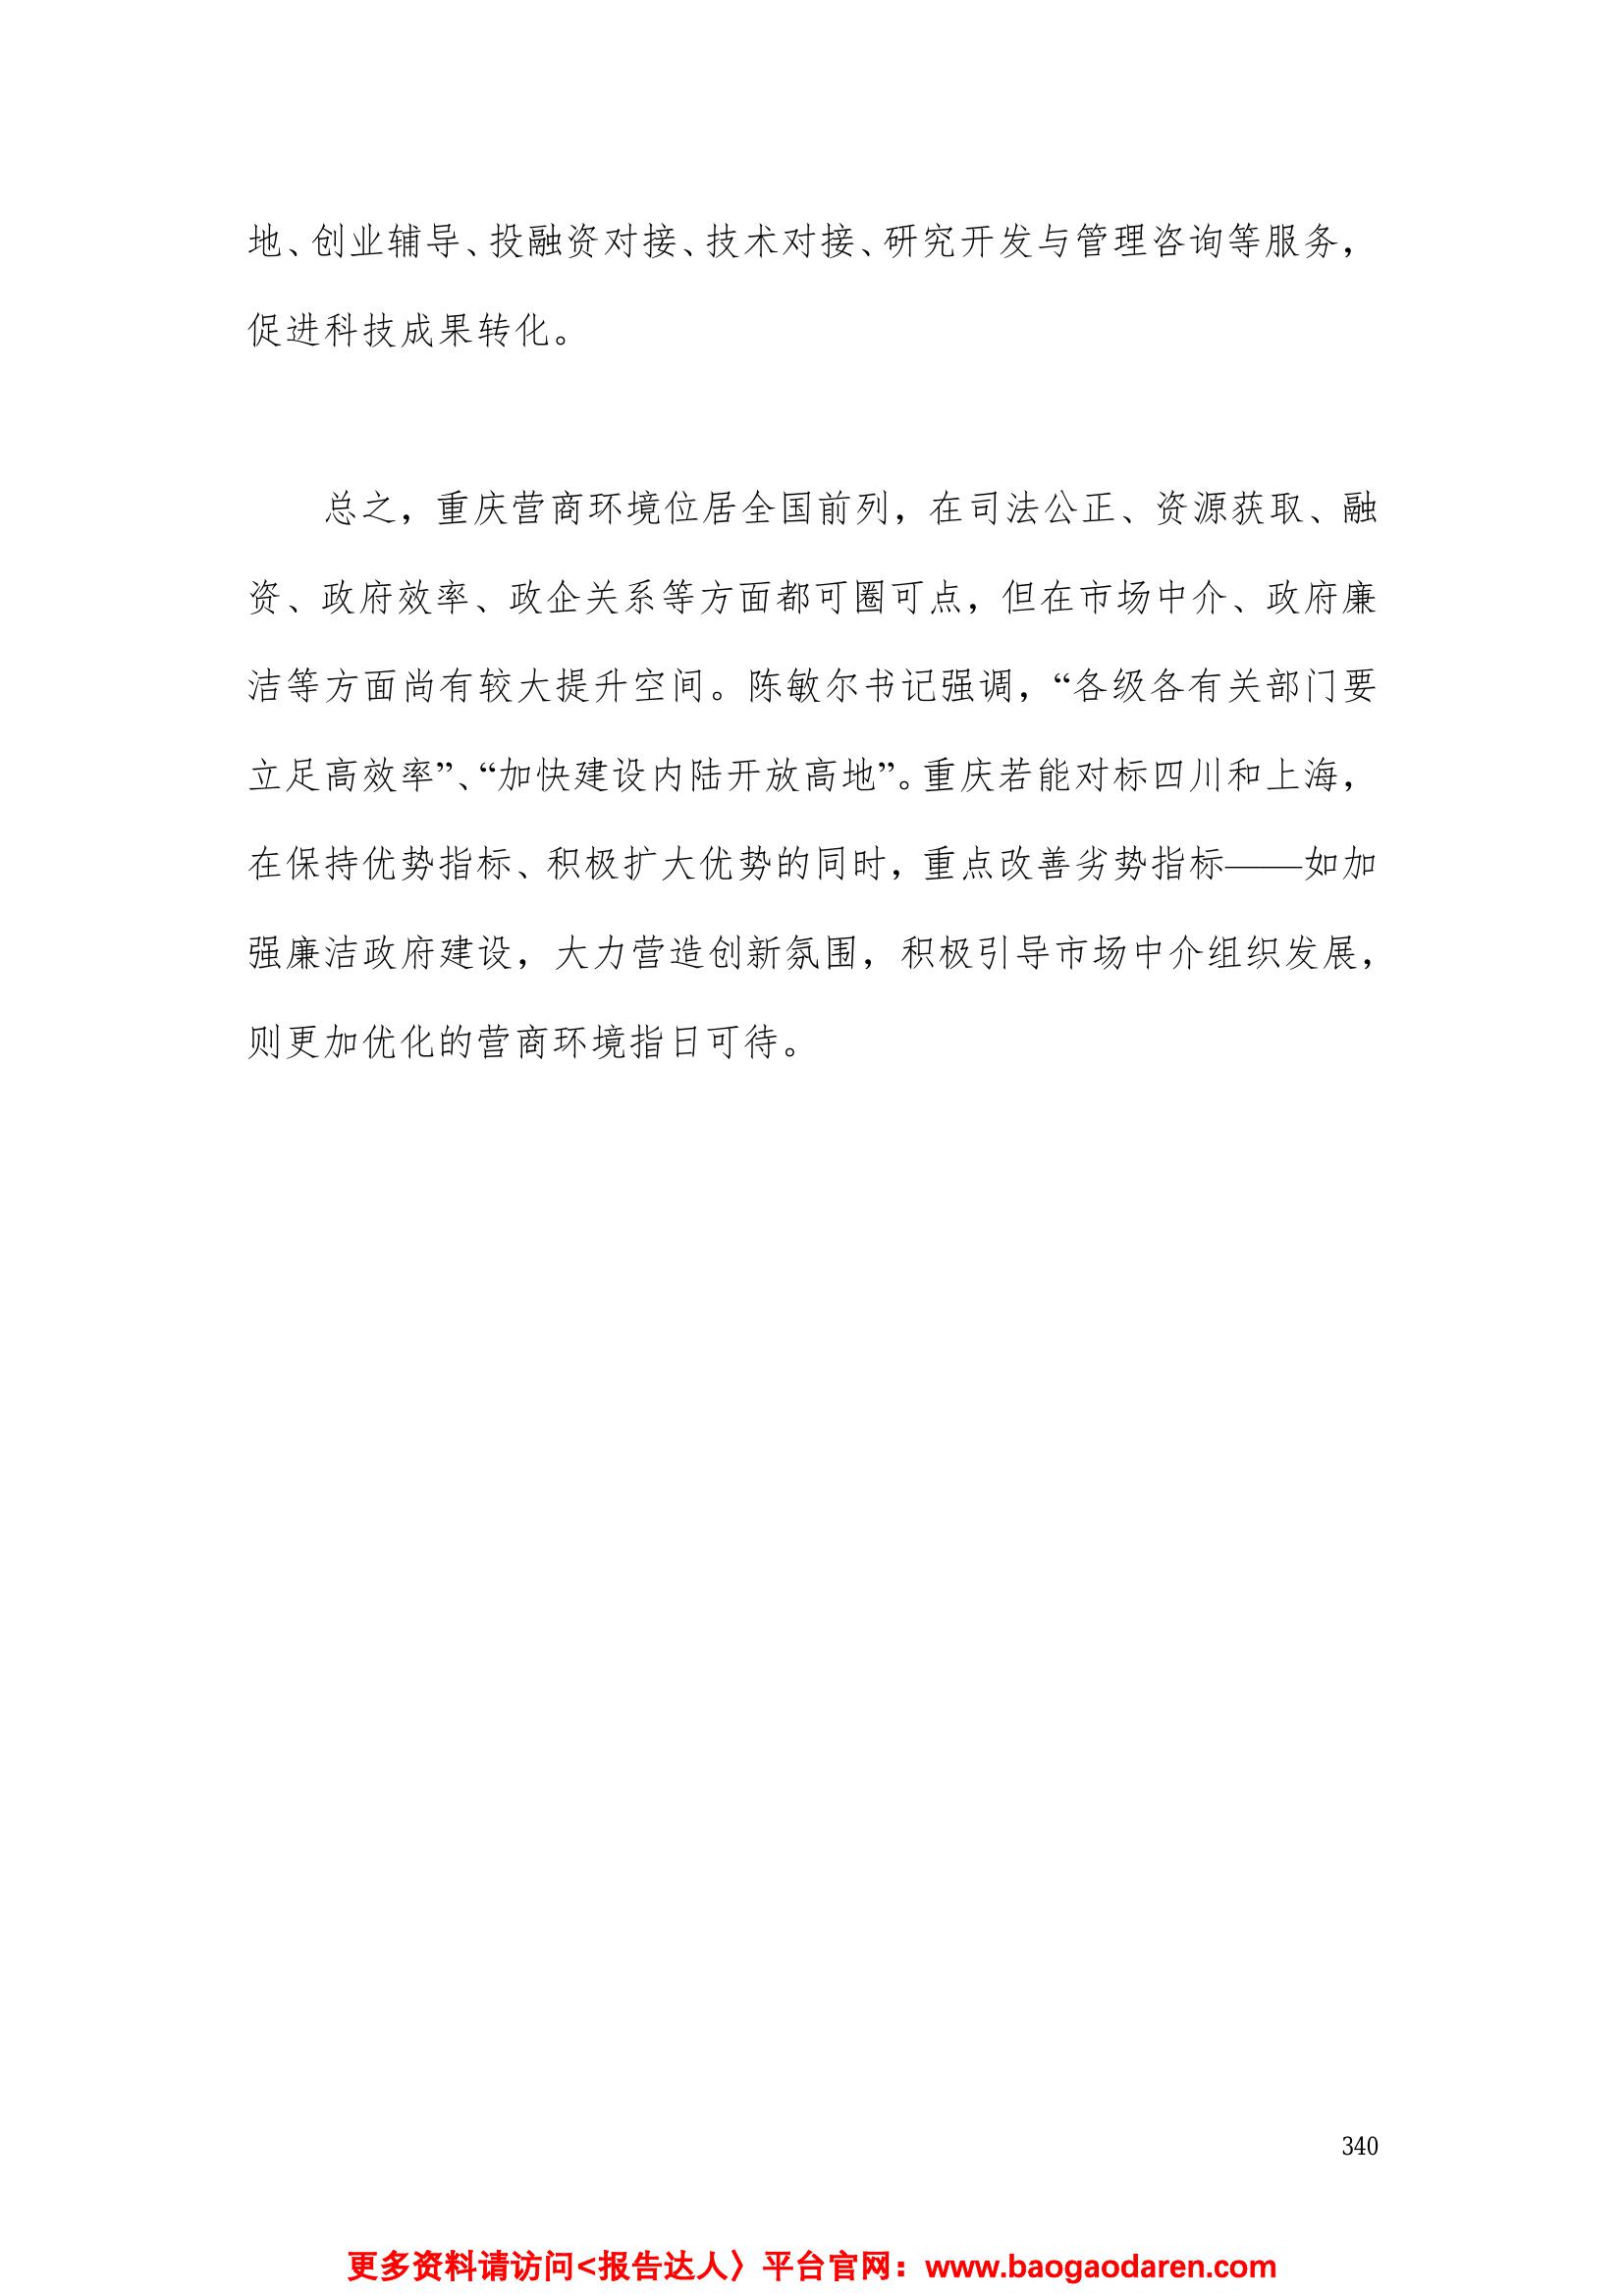 地、创业辅导、投融资对接、技术对接、研究开发与管理咨询等服务，
促进科技成果转化。
总之，重庆营商环境位居全国前列，在司法公正、资源获取、融
资、政府效率、政企关系等方面都可圈可点，但在市场中介、政府廉
洁等方面尚有较大提升空间。陈敏尔书记强调，“各级各有关部门要
立足高效率”、“加快建设内陆开放高地”。重庆若能对标四川和上海，
在保持优势指标、积极扩大优势的同时，重点改善劣势指标——如加
强廉洁政府建设，大力营造创新氛围，积极引导市场中介组织发展，
则更加优化的营商环境指日可待。
340
更多资料请访问<报告达人〉平台官网：www.baogaodaren.com